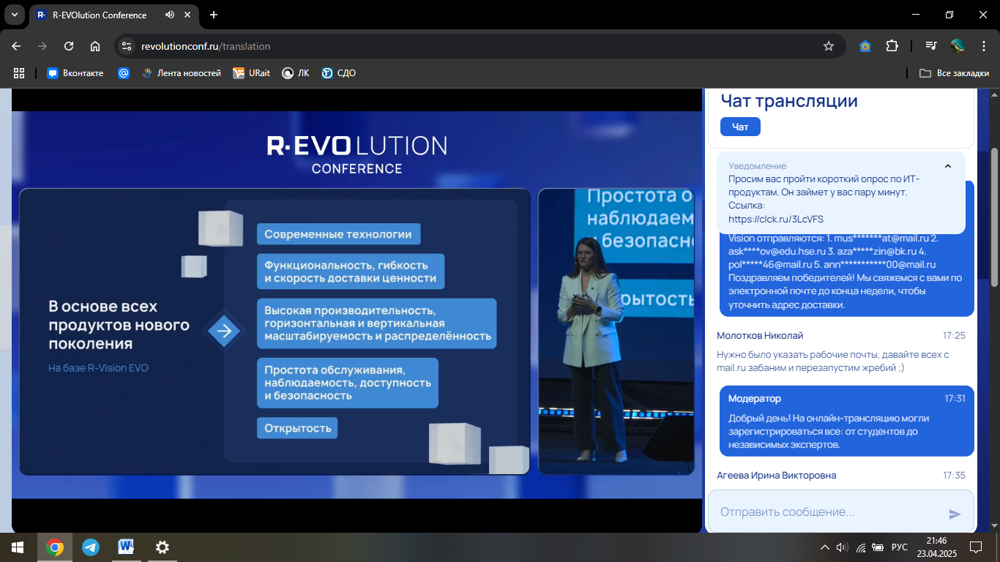 R-EVOlution Conference
revolutionconf.ru/translation
Вконтакте
Лента новостей
URait
ЛК
СДО
Все закладки
R·EVOLUTION
CONFERENCE
Современные технологии
Функциональность, гибкость
и скорость доставки ценности
Высокая производительность,
горизонтальная и вертикальная
масштабируемость и распределённость
Простота обслуживания,
наблюдаемость, доступность
и безопасность
Открытость
В основе всех
продуктов нового
поколения
На базе R-Vision EVO
Простота о
наблюдаем
и безопасн
рытость
Чат трансляции
Чат
Уведомление
Просим вас пройти короткий опрос по ИТ-
продуктам. Он займет у вас пару минут.
Ссылка:
https://clck.ru/3LcVFS
Vision отправляются: 1. mus*******at@mail.ru 2.
ask****ov@edu.hse.ru 3. aza*****zin@bk.ru 4.
pol*****46@mail.ru 5. ann***********00@mail.ru
Поздравляем победителей! Мы свяжемся с вами по
электронной почте до конца недели, чтобы
уточнить адрес доставки.
Молотков Николай 17:25
Нужно было указать рабочие почты, давайте всех с
mail.ru забаним и перезапустим жребий ;)
Модератор 17:31
Добрый день! На онлайн-трансляцию могли
зарегистрироваться все: от студентов до
независимых экспертов.
Агеева Ирина Викторовна 17:35
Отправить сообщение...
РУС
21:46
23.04.2025